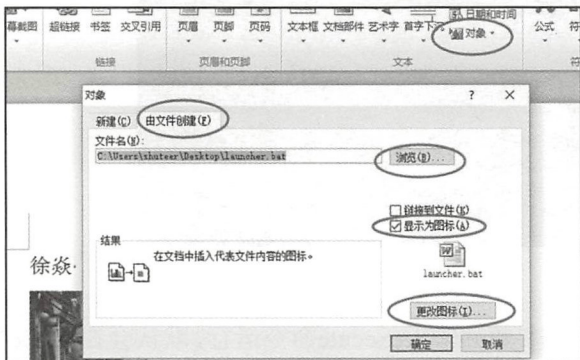 幕截图 超链接 书签 交叉引用 页眉 页脚 页码 文本框 文档部件 艺术字 首字下沉 日期和时间 公式 符
对象
链接 页眉和页脚 文本 符
对象 ? ×
新建(C) 由文件创建(F)
文件名(N):
C:\Users\zhuteer\Desktop\launcher.bat 浏览(B)...
链接到文件(K)
显示为图标(A)
结果
在文档中插入代表文件内容的图标。
launcher.bat
徐焱·
更改图标(I)...
确定 取消